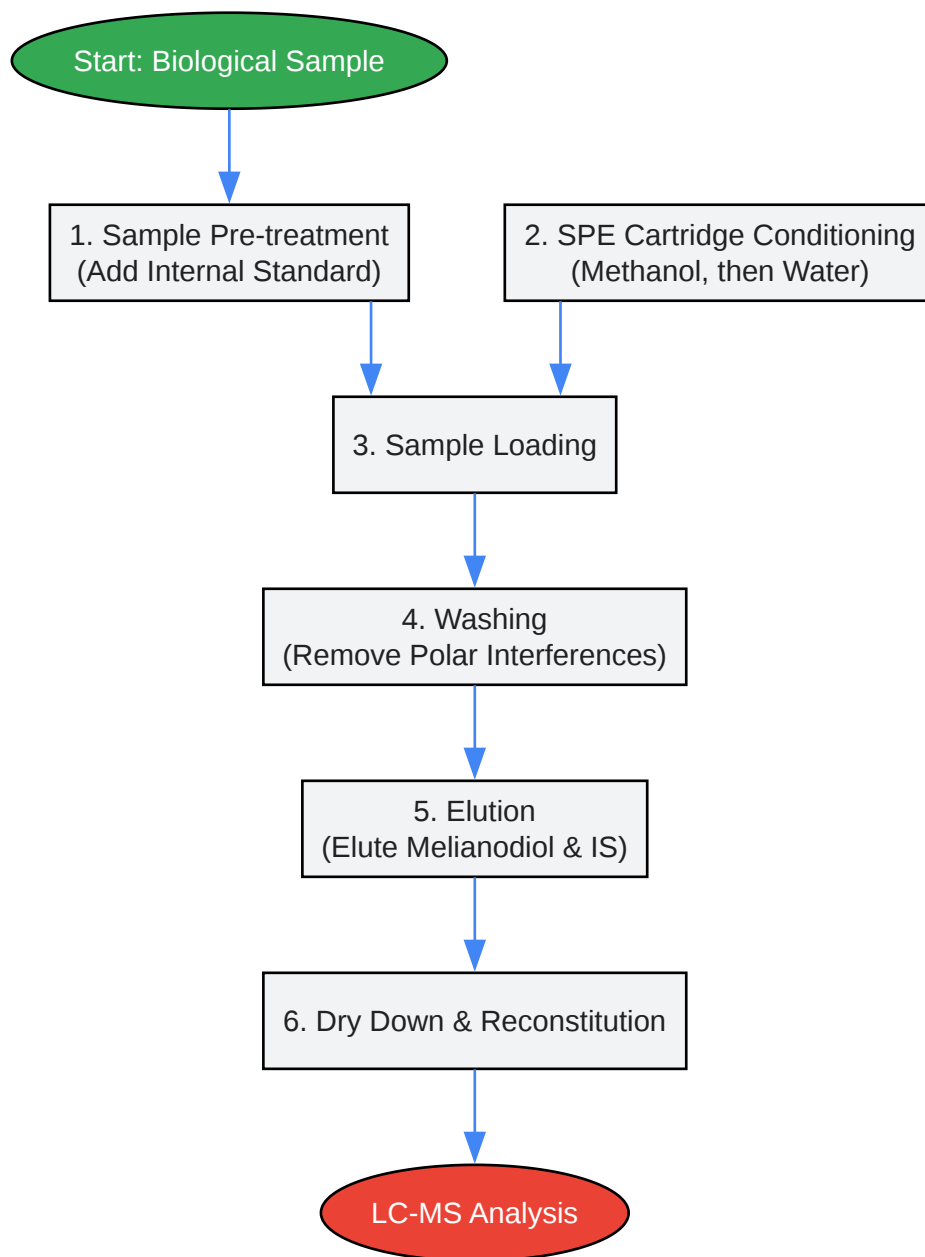 Start: Biological Sample
1. Sample Pre-treatment
(Add Internal Standard)
2. SPE Cartridge Conditioning
(Methanol, then Water)
3. Sample Loading
4. Washing
(Remove Polar Interferences)
5. Elution
(Elute Melianodiol & IS)
6. Dry Down & Reconstitution
LC-MS Analysis